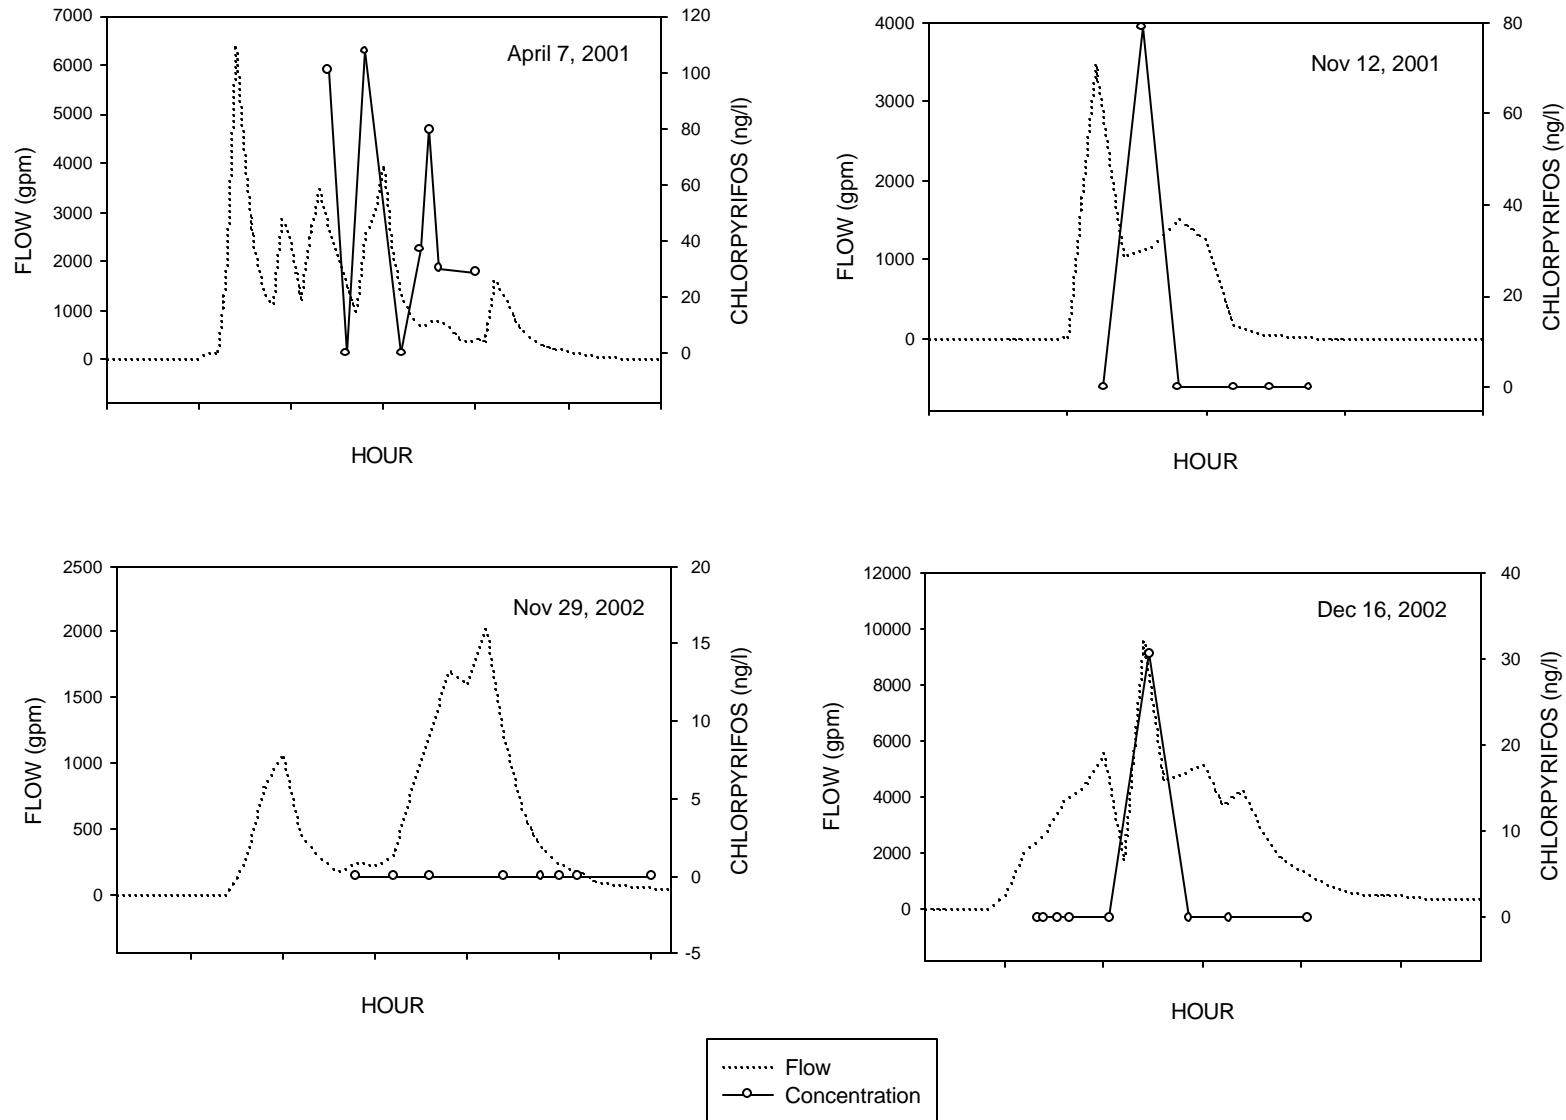 April 7, 2001
7000
6000
5000
4000
3000
2000
1000
0
FLOW (gpm)
120
100
80
60
40
20
0
CHLORPYRIFOS (ng/l)
HOUR
Nov 12, 2001
4000
3000
2000
1000
0
FLOW (gpm)
80
60
40
20
0
CHLORPYRIFOS (ng/l)
HOUR
Nov 29, 2002
2500
2000
1500
1000
500
0
FLOW (gpm)
20
15
10
5
0
-5
CHLORPYRIFOS (ng/l)
HOUR
Dec 16, 2002
12000
10000
8000
6000
4000
2000
0
FLOW (gpm)
40
30
20
10
0
CHLORPYRIFOS (ng/l)
HOUR
Flow
Concentration